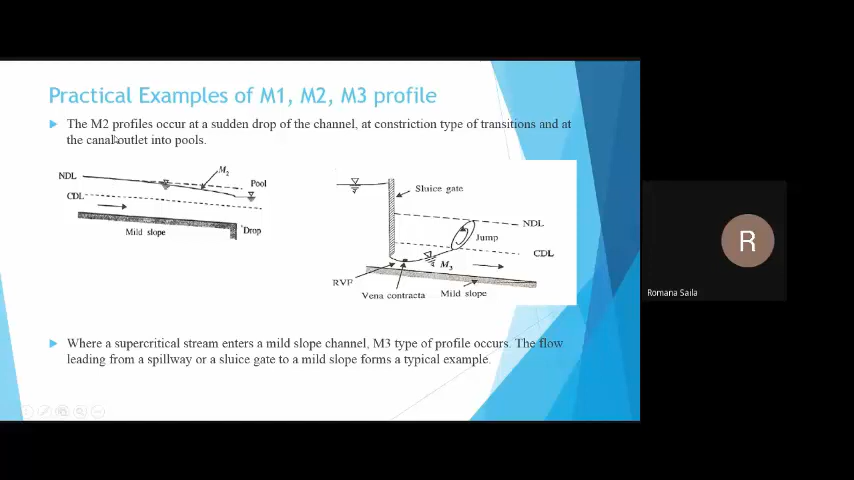 Practical Examples of M1, M2, M3 profile
The M2 profiles occur at a sudden drop of the channel, at constriction type of transitions and at
the canal outlet into pools.
NDL
M2
Pool
CDL
Mild slope
Drop
Sluice gate
NDL
Jump
CDL
M3
RVF
Vena contracta
Mild slope
Where a supercritical stream enters a mild slope channel, M3 type of profile occurs. The flow
leading from a spillway or a sluice gate to a mild slope forms a typical example.
R
Romana Saila